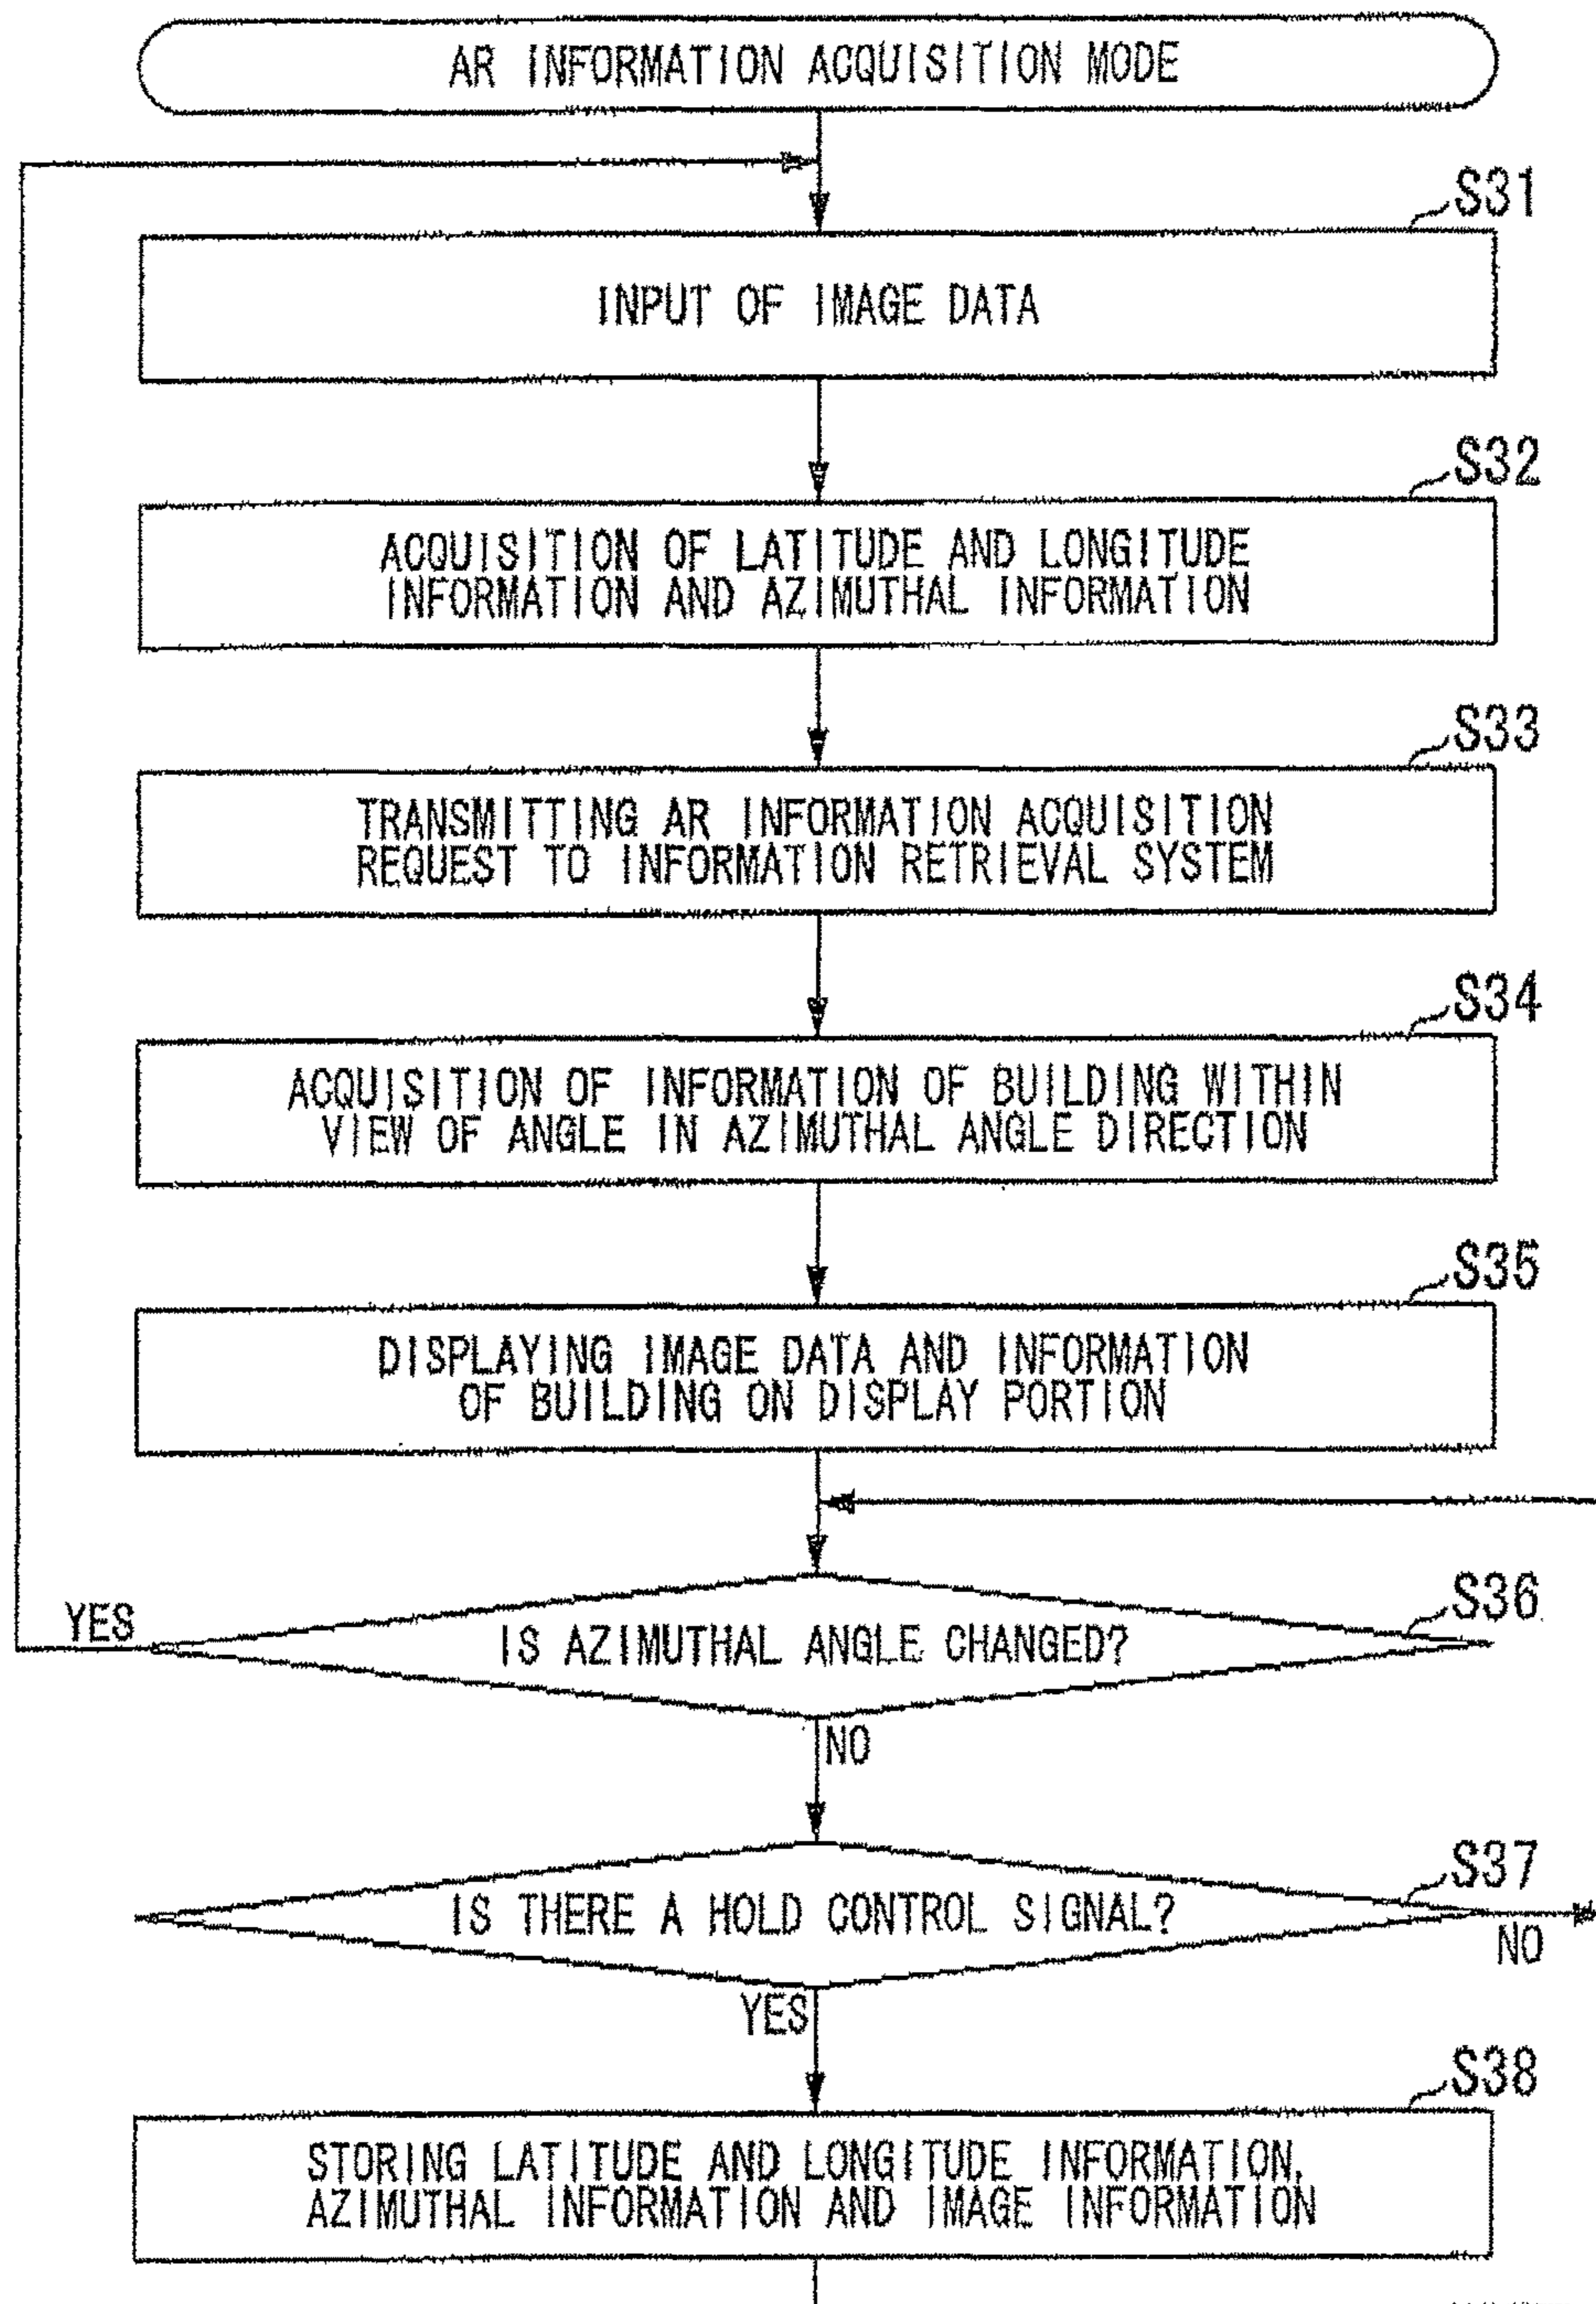 AR INFORMATION ACQUISITION MODE
S31
INPUT OF IMAGE DATA
S32
ACQUISITION OF LATITUDE AND LONGITUDE
INFORMATION AND AZIMUTHAL INFORMATION
S33
TRANSMITTING AR INFORMATION ACQUISITION
REQUEST TO INFORMATION RETRIEVAL SYSTEM
S34
ACQUISITION OF INFORMATION OF BUILDING WITHIN
VIEW OF ANGLE IN AZIMUTHAL ANGLE DIRECTION
S35
DISPLAYING IMAGE DATA AND INFORMATION
OF BUILDING ON DISPLAY PORTION
S36
YES
IS AZIMUTHAL ANGLE CHANGED?
NO
S37
IS THERE A HOLD CONTROL SIGNAL?
NO
YES
S38
STORING LATITUDE AND LONGITUDE INFORMATION,
AZIMUTHAL INFORMATION AND IMAGE INFORMATION